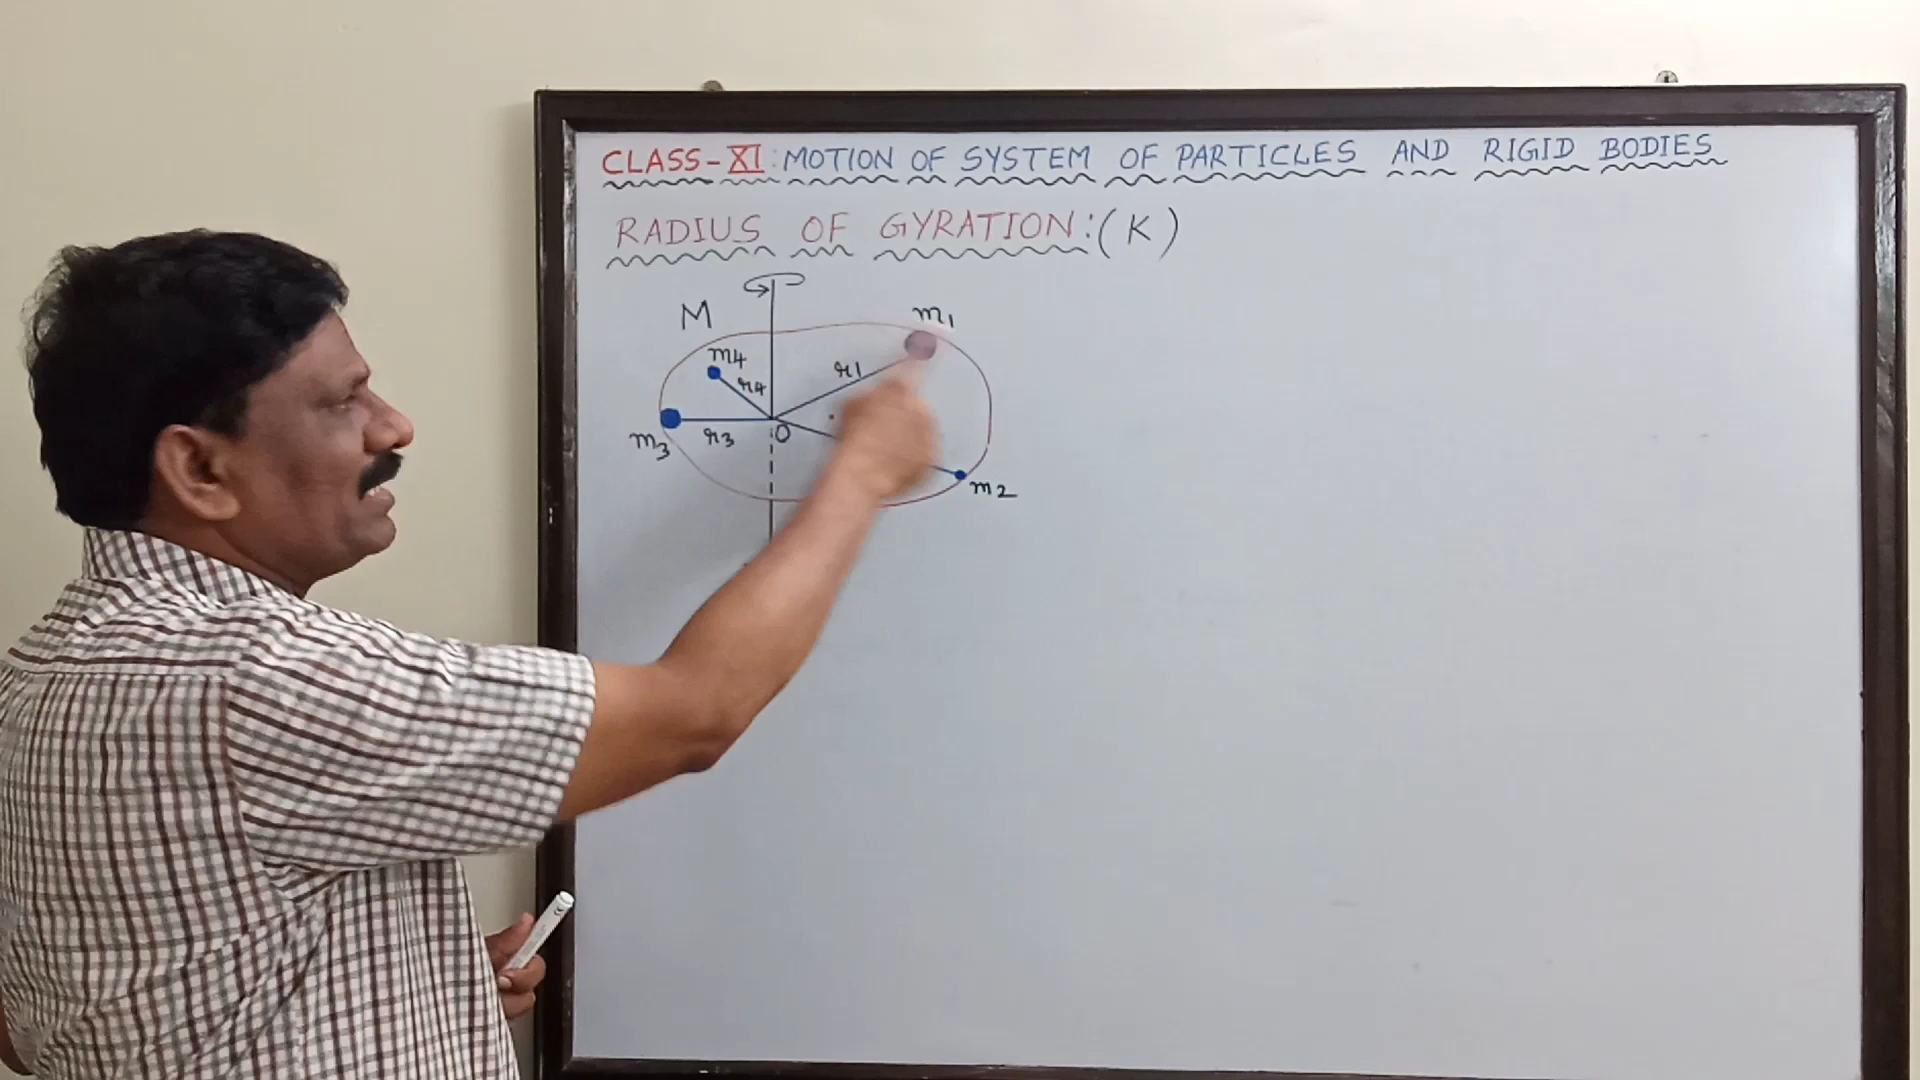 CLASS-XI: MOTION OF SYSTEM OF PARTICLES AND RIGID BODIES
RADIUS OF GYRATION:(K)
M
m1
m4
r1
r4
m3
r3
O
m2